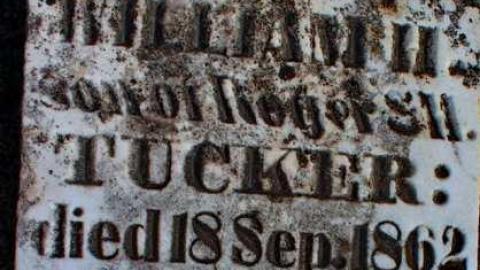 WILLIAM H.
Son of Roger S H.
TUCKER:
died 18 Sep. 1862